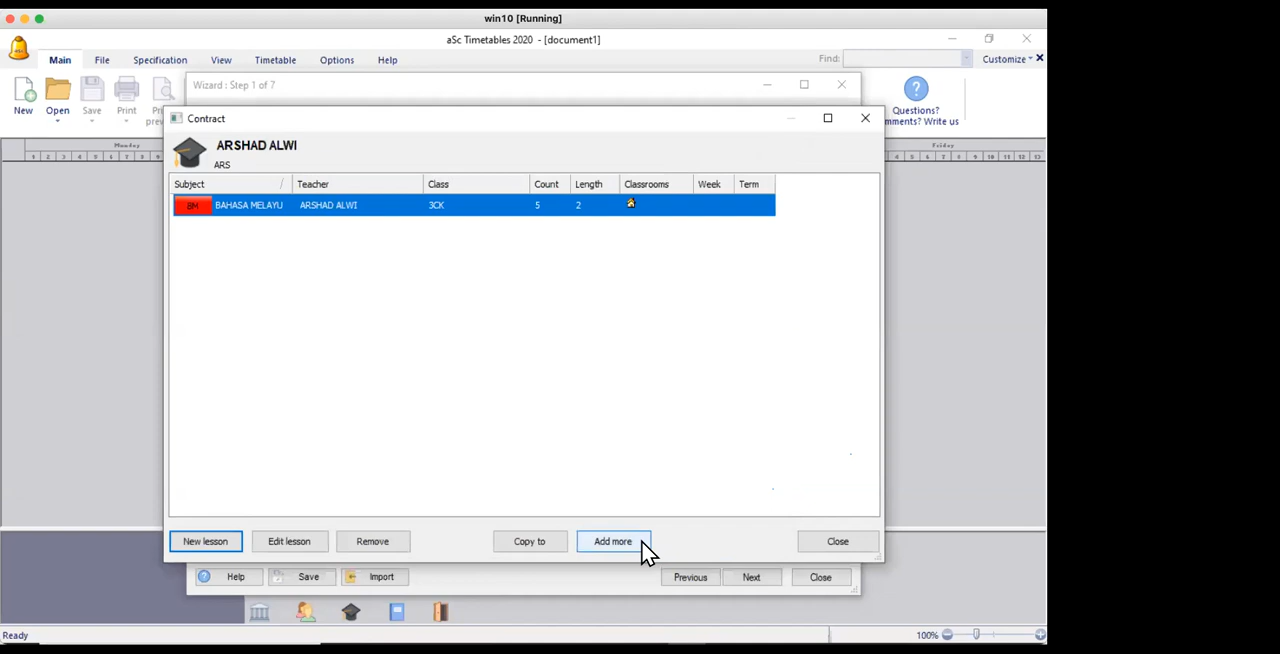 win10 [Running]
aSc Timetables 2020 - [document1]
Main File Specification View Timetable Options Help Find: Customize
New Open Save Print
Wizard : Step 1 of 7
Questions?
Write us
Contract
ARSHAD ALWI
ARS
Monday Friday
Subject / Teacher Class Count Length Classrooms Week Term
BM BAHASA MELAYU ARSHAD ALWI 3CK 5 2
New lesson Edit lesson Remove Copy to Add more Close
Help Save Import Previous Next Close
Ready 100%